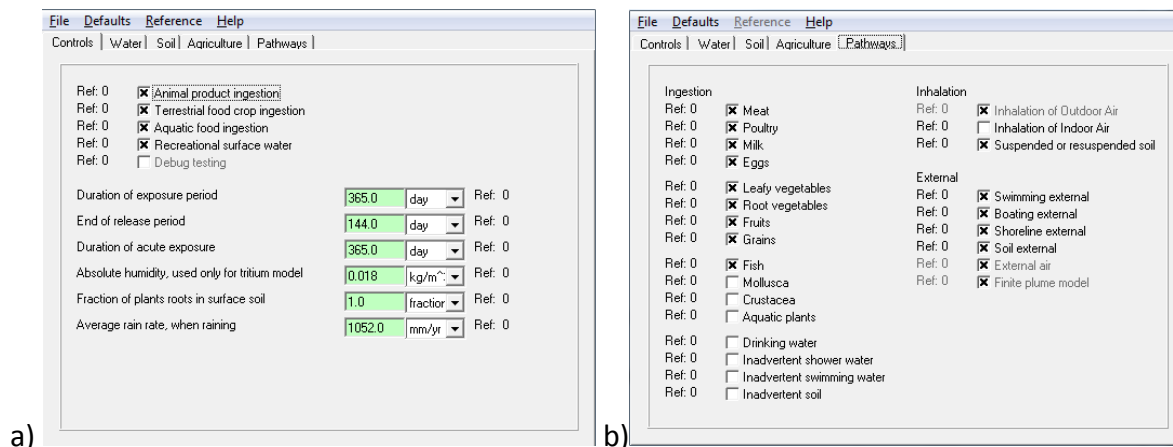 File Defaults Reference Help
Controls Water Soil Agriculture Pathways
Ref: 0 Animal product ingestion
Ref: 0 Terrestrial food crop ingestion
Ref: 0 Aquatic food ingestion
Ref: 0 Recreational surface water
Ref: 0 Debug testing
Duration of exposure period 365.0 day Ref: 0
End of release period 144.0 day Ref: 0
Duration of acute exposure 365.0 day Ref: 0
Absolute humidity, used only for tritium model 0.018 kg/m^: Ref: 0
Fraction of plants roots in surface soil 1.0 fraction Ref: 0
Average rain rate, when raining 1052.0 mm/yr Ref: 0
a)
File Defaults Reference Help
Controls Water Soil Agriculture Pathways
Ingestion
Ref: 0 Meat
Ref: 0 Poultry
Ref: 0 Milk
Ref: 0 Eggs
Ref: 0 Leafy vegetables
Ref: 0 Root vegetables
Ref: 0 Fruits
Ref: 0 Grains
Ref: 0 Fish
Ref: 0 Mollusca
Ref: 0 Crustacea
Ref: 0 Aquatic plants
Ref: 0 Drinking water
Ref: 0 Inadvertent shower water
Ref: 0 Inadvertent swimming water
Ref: 0 Inadvertent soil
Inhalation
Ref: 0 Inhalation of Outdoor Air
Ref: 0 Inhalation of Indoor Air
Ref: 0 Suspended or resuspended soil
External
Ref: 0 Swimming external
Ref: 0 Boating external
Ref: 0 Shoreline external
Ref: 0 Soil external
Ref: 0 External air
Ref: 0 Finite plume model
b)